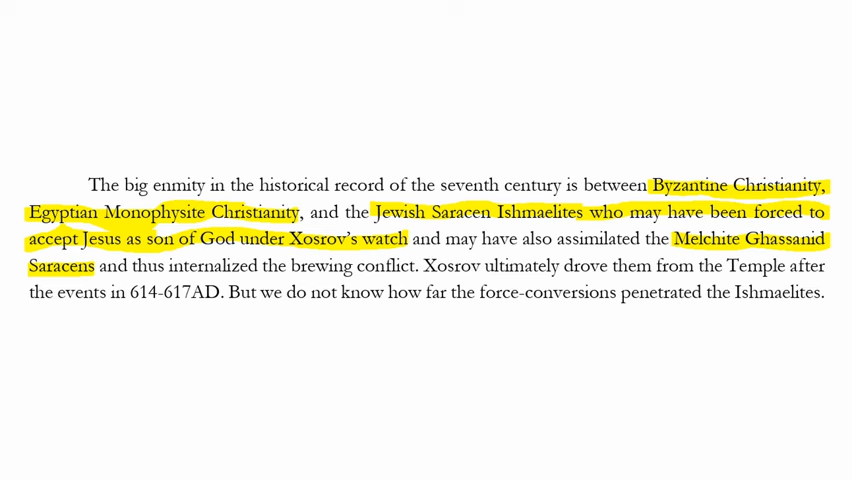 The big enmity in the historical record of the seventh century is between Byzantine Christianity,
Egyptian Monophysite Christianity, and the Jewish Saracen Ishmaelites who may have been forced to
accept Jesus as son of God under Xosrov's watch and may have also assimilated the Melchite Ghassanid
Saracens and thus internalized the brewing conflict. Xosrov ultimately drove them from the Temple after
the events in 614-617AD. But we do not know how far the force-conversions penetrated the Ishmaelites.